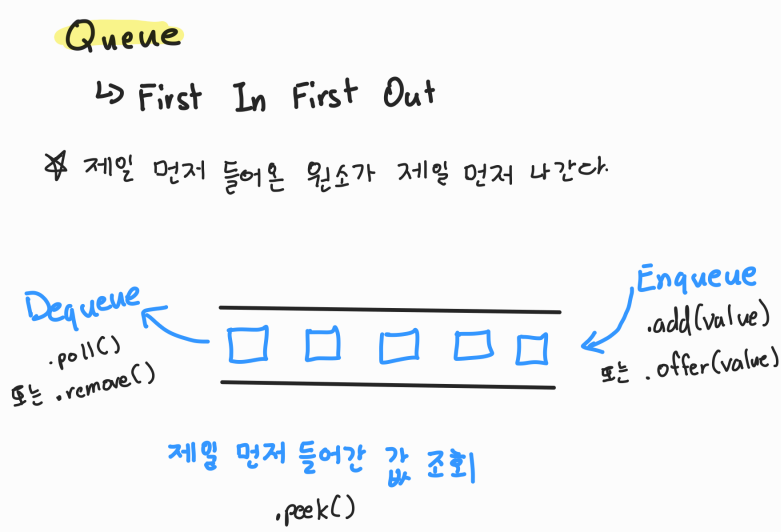 Queue
↳ First In First Out
☆ 제일 먼저 들어온 원소가 제일 먼저 나간다.
Dequeue
.poll()
또는 .remove()
Enqueue
.add(value)
또는 .offer(value)
제일 먼저 들어간 값 조회
.peek()